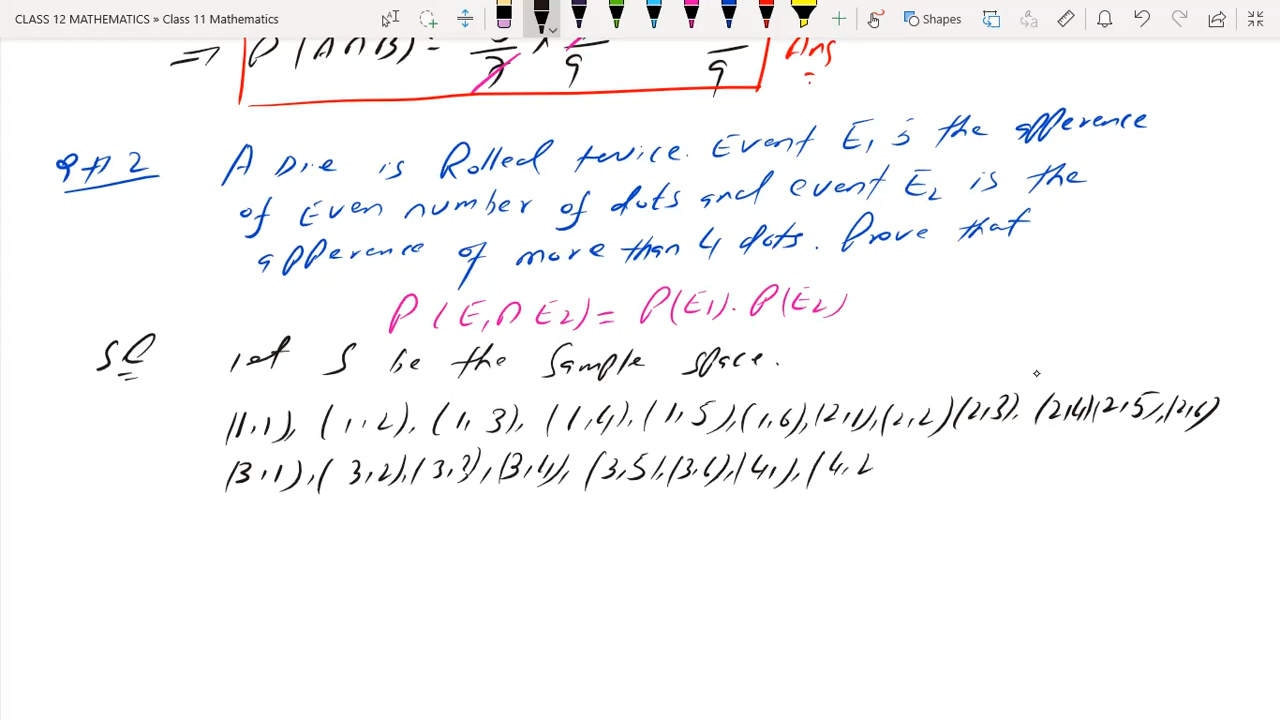 CLASS 12 MATHEMATICS » Class 11 Mathematics
Shapes
⇒ P(A∩B) = × 9 9 Ans
Q#2 A Die is Rolled twice. Event E1 is the apperence
of Even number of dots and event E2 is the
apperence of more than 4 dots. Prove that
P(E1∩E2) = P(E1).P(E2)
Sol let S be the Sample space.
(1,1), (1,2), (1,3), (1,4), (1,5), (1,6), (2,1), (2,2) (2,3), (2,4) (2,5), (2,6)
(3,1), (3,2), (3,3), (3,4), (3,5), (3,6), (4,1), (4,2